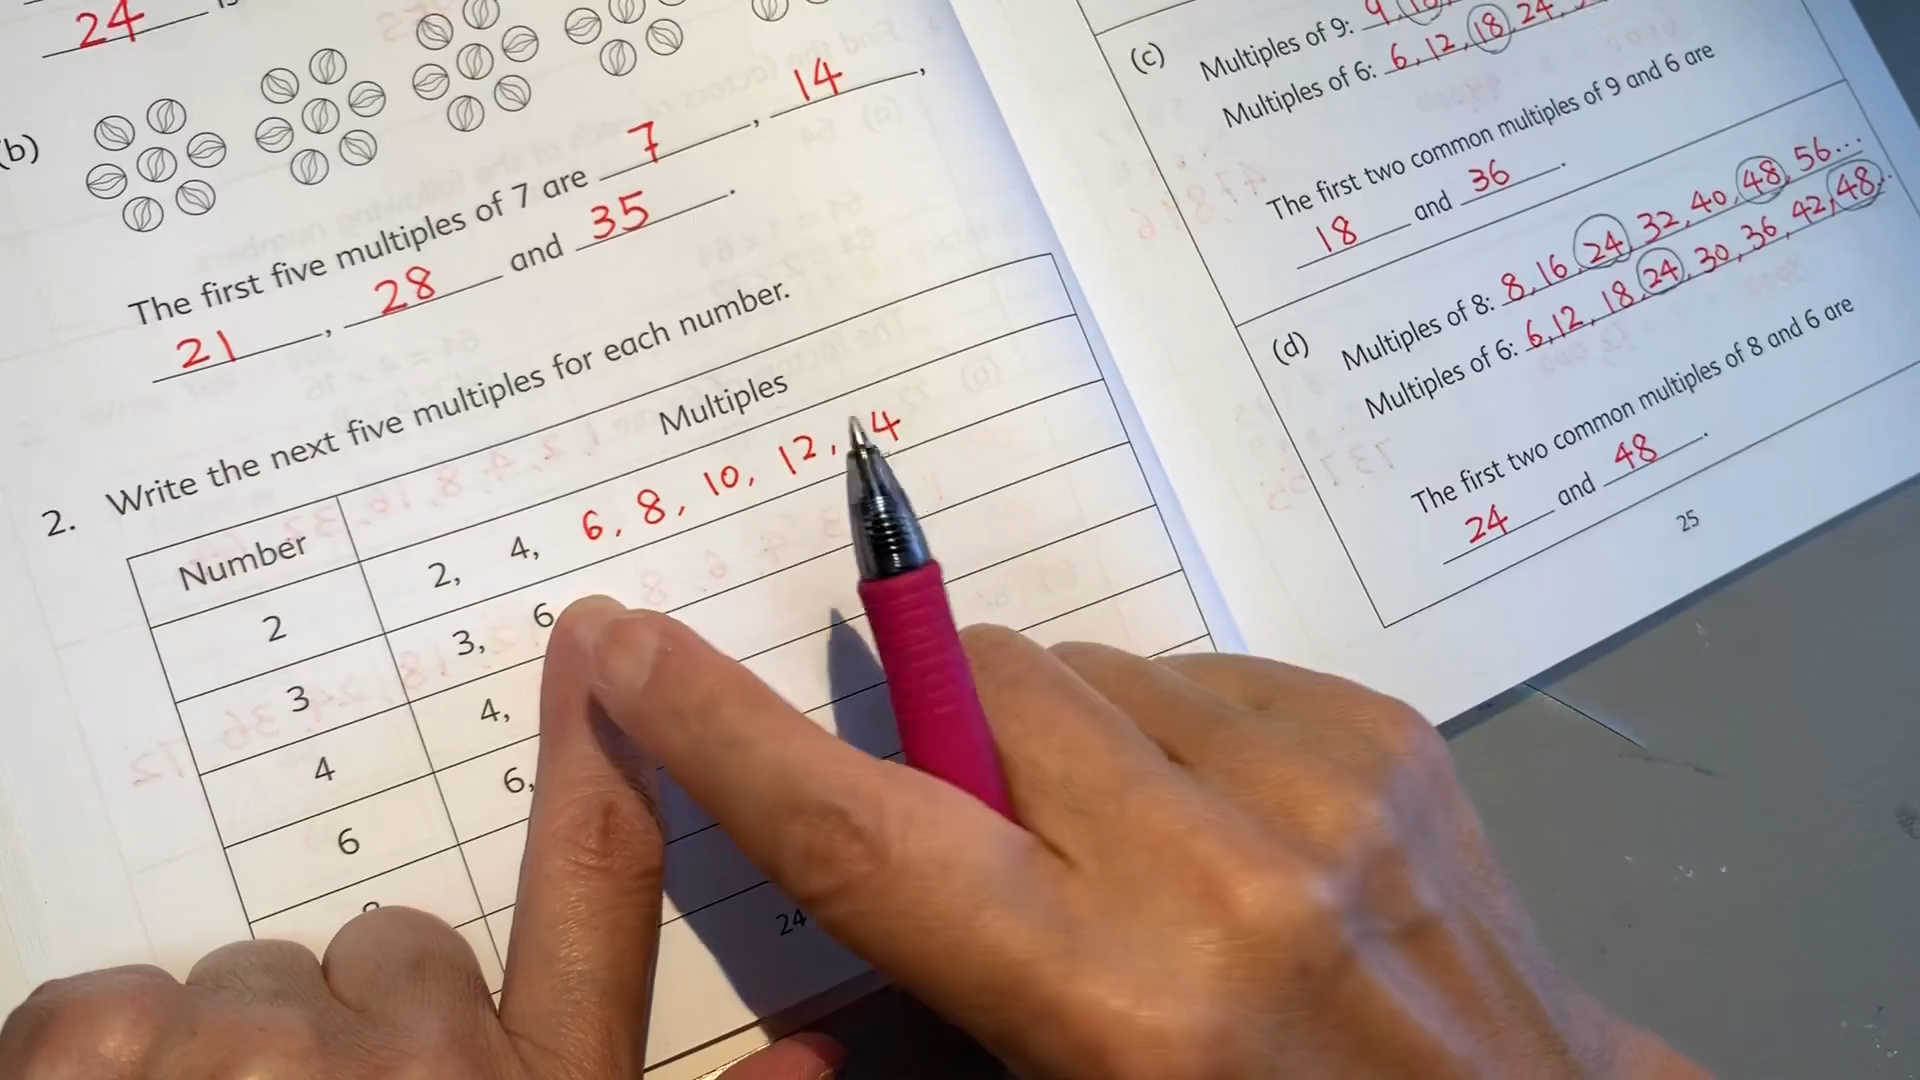 24
(b)
The first five multiples of 7 are 7, 14,
21, 28 and 35.
2. Write the next five multiples for each number.
Number Multiples
2 2, 4, 6, 8, 10, 12, 14
3 3, 6
4 4,
6 6,
24
(c) Multiples of 9:
Multiples of 6: 6, 12, 18, 24,
The first two common multiples of 9 and 6 are
18 and 36.
(d) Multiples of 8: 8, 16, 24, 32, 40, 48, 56...
Multiples of 6: 6, 12, 18, 24, 30, 36, 42, 48..
The first two common multiples of 8 and 6 are
24 and 48.
25